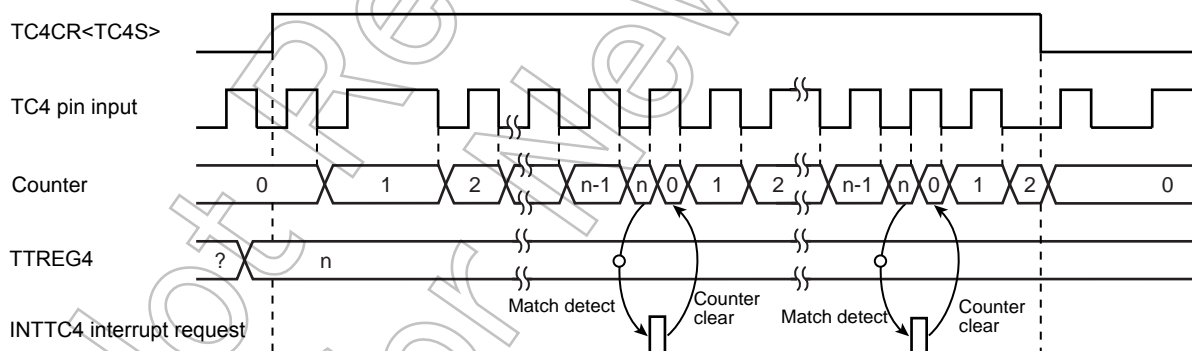 TC4CR<TC4S>
TC4 pin input
Counter
0 1 2 n-1 n 0 1 2 n-1 n 0 1 2 0
TTREG4
? n
Match detect
Counter
clear
Match detect
Counter
clear
INTTC4 interrupt request